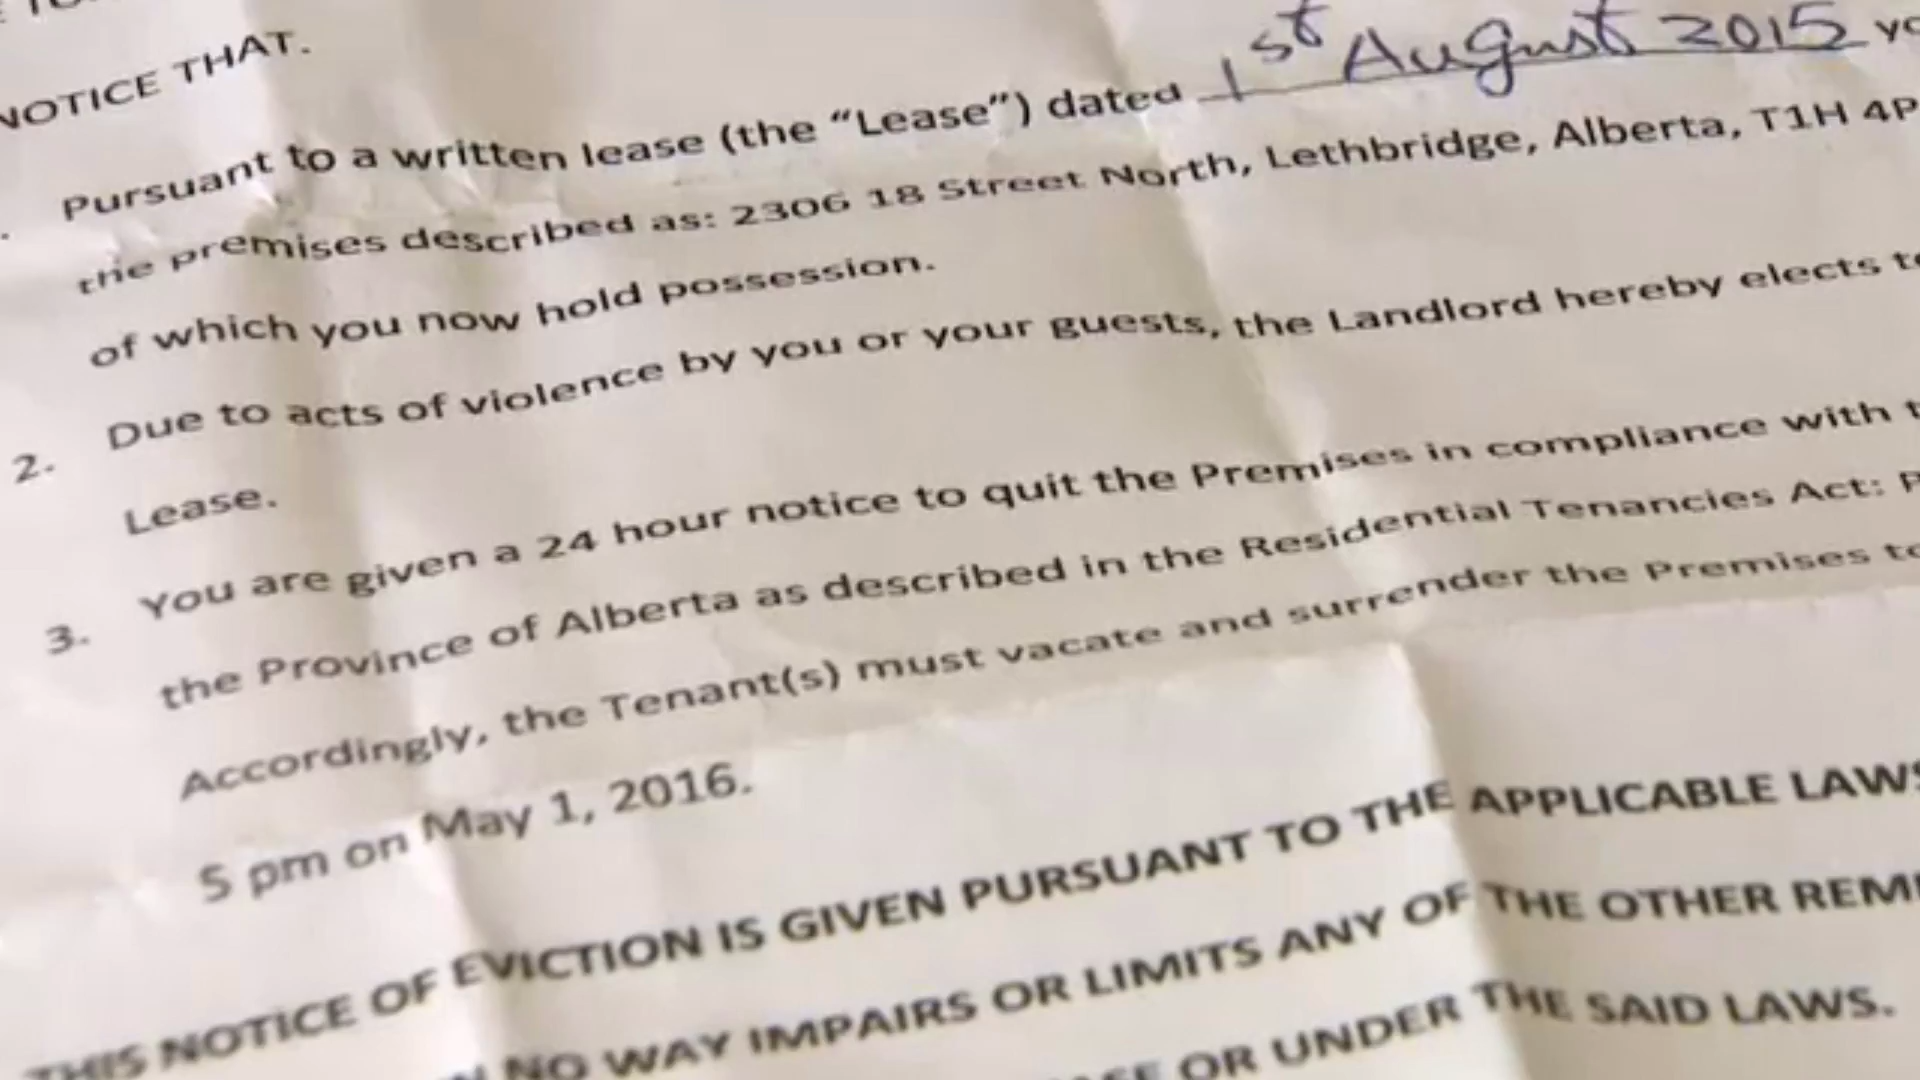 NOTICE THAT.
Pursuant to a written lease (the “Lease”) dated 1st August 2015
the premises described as: 2306 18 Street North, Lethbridge, Alberta, T1H 4P
of which you now hold possession.
2. Due to acts of violence by you or your guests, the Landlord hereby elects
Lease.
3. You are given a 24 hour notice to quit the Premises in compliance with
the Province of Alberta as described in the Residential Tenancies Act:
Accordingly, the Tenant(s) must vacate and surrender the Premises
5 pm on May 1, 2016.
THIS NOTICE OF EVICTION IS GIVEN PURSUANT TO THE APPLICABLE LAWS
NO WAY IMPAIRS OR LIMITS ANY OF THE OTHER
OR UNDER THE SAID LAWS.